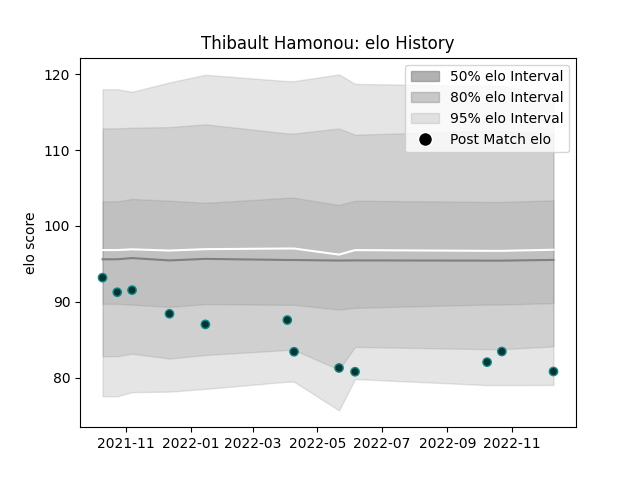 Thibault Hamonou: elo History
120
110
100
90
80
elo score
50% elo Interval
80% elo Interval
95% elo Interval
Post Match elo
2021-11 2022-01 2022-03 2022-05 2022-07 2022-09 2022-11